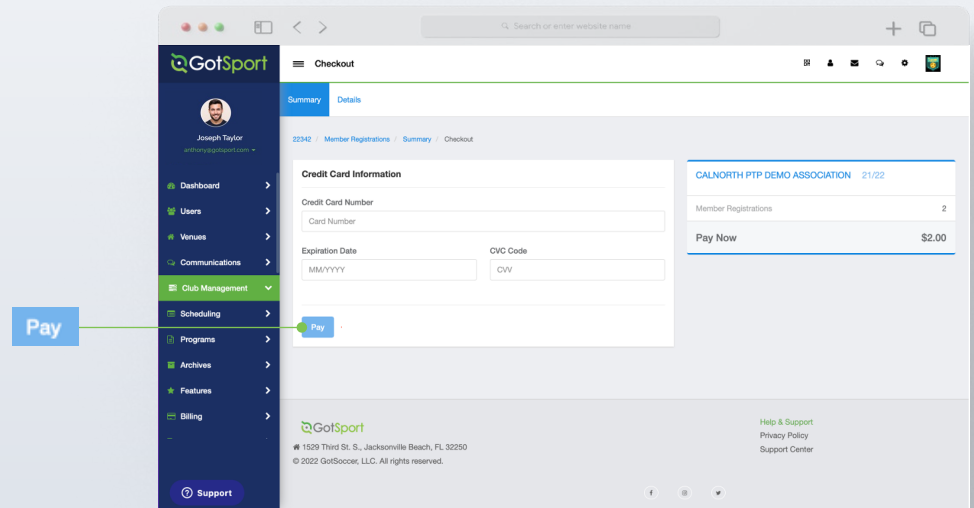 Search or enter website name
GotSport
Checkout
Joseph Taylor
anthony@gotsport.com
Summary Details
22342 / Member Registrations / Summary / Checkout
Dashboard
Users
Venues
Communications
Club Management
Scheduling
Programs
Archives
Features
Billing
Support
Credit Card Information
Credit Card Number
Card Number
Expiration Date CVC Code
MM/YYYY CVV
Pay
Pay
CALNORTH PTP DEMO ASSOCIATION 21/22
Member Registrations 2
Pay Now $2.00
GotSport
1529 Third St. S., Jacksonville Beach, FL 32250
© 2022 GotSoccer, LLC. All rights reserved.
Help & Support
Privacy Policy
Support Center